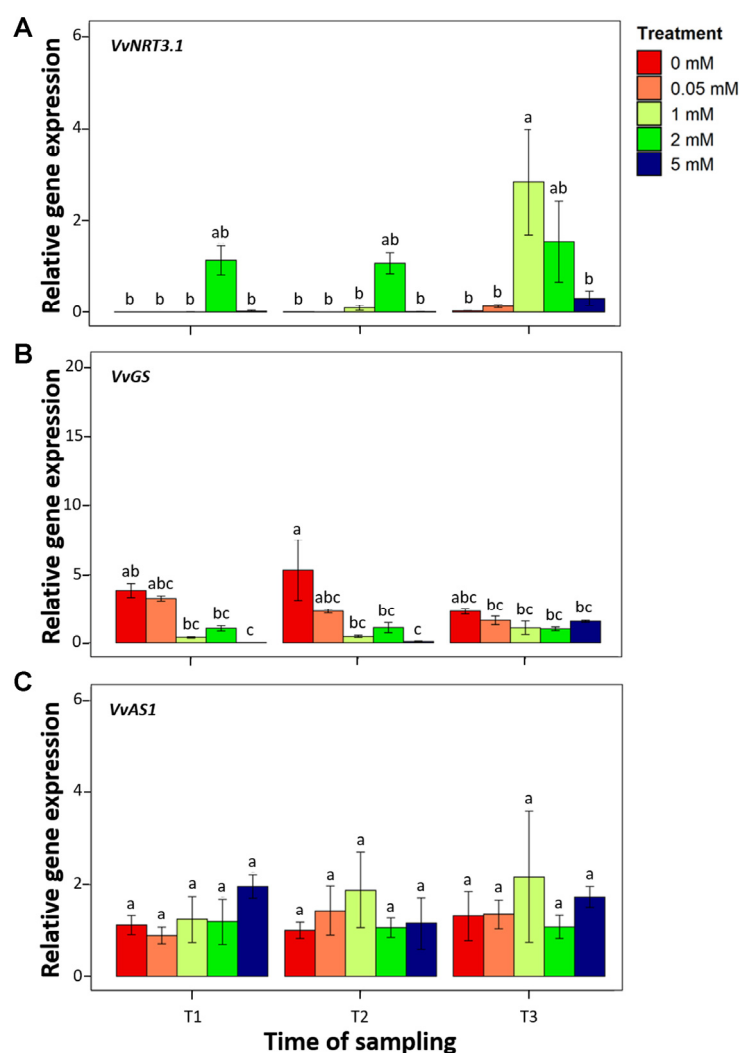 A
VvNRT3.1
Relative gene expression
6
4
2
0
b b b ab b
b b b ab b
b b a ab b
Treatment
0 mM
0.05 mM
1 mM
2 mM
5 mM
B
VvGS
Relative gene expression
20
15
10
5
0
ab abc bc bc c
a abc bc bc c
abc bc bc bc bc
C
VvAS1
Relative gene expression
6
4
2
0
a a a a a
a a a a a
a a a a a
T1 T2 T3
Time of sampling